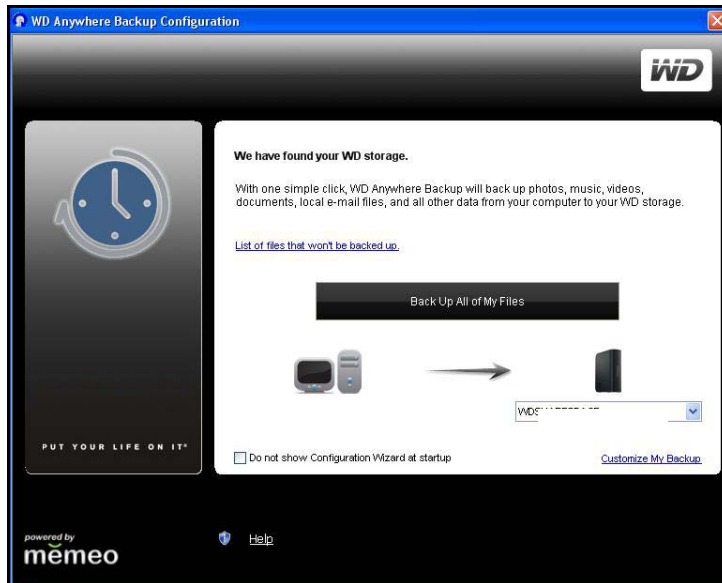 WD Anywhere Backup Configuration
WD
We have found your WD storage.
With one simple click, WD Anywhere Backup will back up photos, music, videos,
documents, local e-mail files, and all other data from your computer to your WD storage.
List of files that won't be backed up.
Back Up All of My Files
PUT YOUR LIFE ON IT®
Do not show Configuration Wizard at startup
Customize My Backup
powered by
mĕmeo
Help